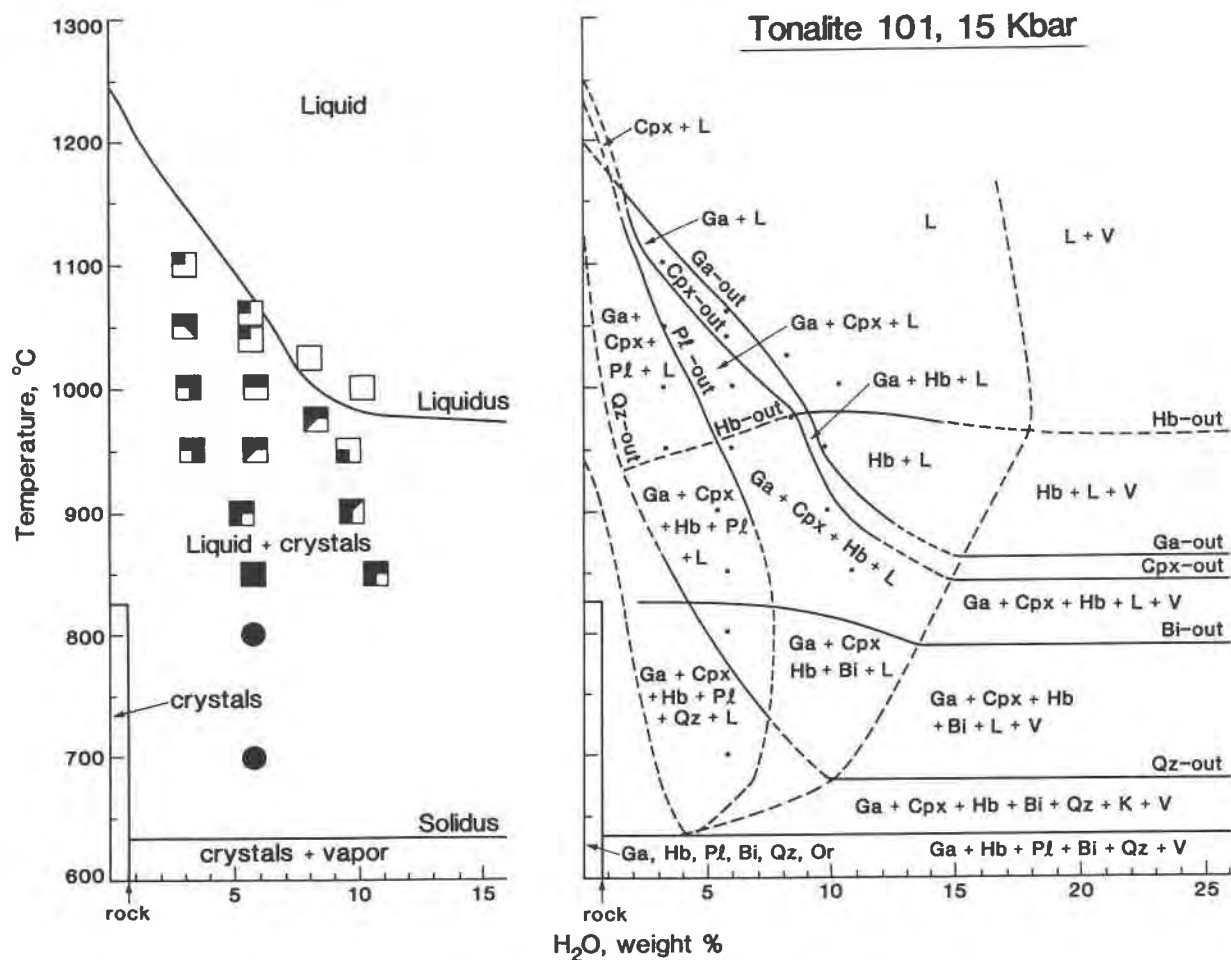 Tonalite 101, 15 Kbar
Temperature, °C
1300
1200
1100
1000
900
800
700
600
Liquid
Liquidus
Liquid + crystals
crystals
Solidus
crystals + vapor
rock
5
10
15
Cpx + L
Ga + L
Ga-out
Cpx-out
L
L + V
Ga+
Cpx+
Pℓ + L
Pℓ-out
Ga + Cpx + L
Ga + Hb + L
Qz-out
Hb-out
Hb-out
Hb + L
Hb + L + V
Ga + Cpx
+ Hb + Pℓ
+ L
Ga + Cpx + Hb + L
Ga-out
Cpx-out
Ga + Cpx + Hb + L + V
Bi-out
Ga + Cpx
+ Hb + Pℓ
+ Qz + L
Ga + Cpx
Hb + Bi + L
Ga + Cpx + Hb
+ Bi + L + V
Qz-out
Ga + Cpx + Hb + Bi + Qz + K + V
Ga, Hb, Pℓ, Bi, Qz, Or
Ga + Hb + Pℓ + Bi + Qz + V
rock
5
10
15
20
25
H₂O, weight %